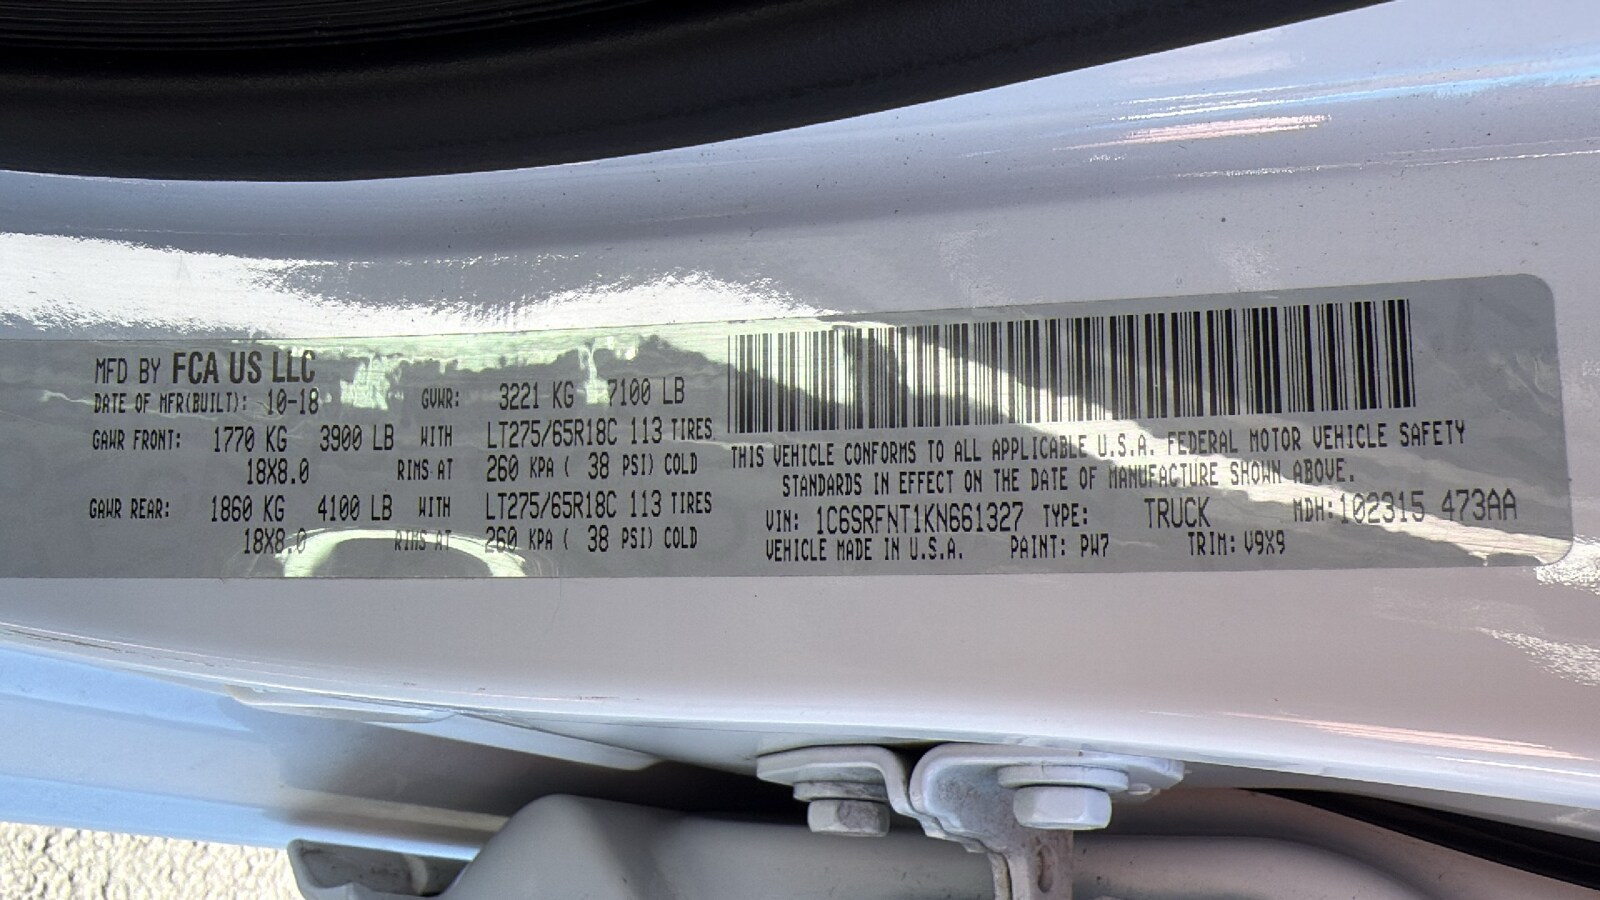 MFD BY FCA US LLC
DATE OF MFR(BUILT): 10-18 GVWR: 3221 KG 7100 LB
GAWR FRONT: 1770 KG 3900 LB WITH LT275/65R18C 113 TIRES
18X8.0 RIMS AT 260 KPA ( 38 PSI) COLD
GAWR REAR: 1860 KG 4100 LB WITH LT275/65R18C 113 TIRES
18X8.0 RIMS AT 260 KPA ( 38 PSI) COLD
THIS VEHICLE CONFORMS TO ALL APPLICABLE U.S.A. FEDERAL MOTOR VEHICLE SAFETY
STANDARDS IN EFFECT ON THE DATE OF MANUFACTURE SHOWN ABOVE.
VIN: 1C6SRFNT1KN661327 TYPE: TRUCK MDH:102315 473AA
VEHICLE MADE IN U.S.A. PAINT: PW7 TRIM: V9X9